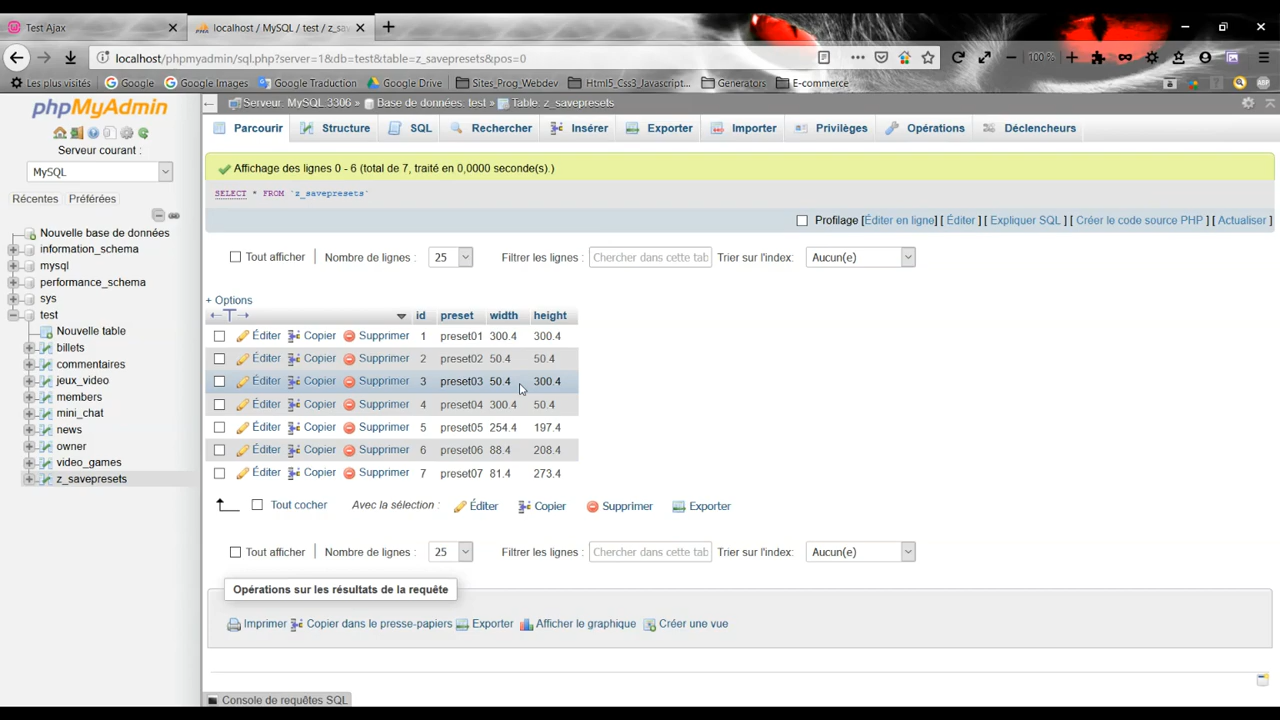 Test Ajax
localhost / MySQL / test / z_sa
localhost/phpmyadmin/sql.php?server=1&db=test&table=z_savepresets&pos=0
100 %
Les plus visités Google Google Images Google Traduction Google Drive Sites_Prog_Webdev Html5_Css3_Javascript... Generators E-commerce
phpMyAdmin
Serveur courant :
MySQL
Récentes Préférées
Nouvelle base de données
information_schema
mysql
performance_schema
sys
test
Nouvelle table
billets
commentaires
jeux_video
members
mini_chat
news
owner
video_games
z_savepresets
Serveur: MySQL:3306 » Base de données: test » Table: z_savepresets
Parcourir Structure SQL Rechercher Insérer Exporter Importer Privilèges Opérations Déclencheurs
Affichage des lignes 0 - 6 (total de 7, traité en 0,0000 seconde(s).)
SELECT * FROM `z_savepresets`
Profilage [Éditer en ligne] [ Éditer ] [ Expliquer SQL ] [ Créer le code source PHP ] [ Actualiser ]
Tout afficher Nombre de lignes : 25 Filtrer les lignes : Chercher dans cette tab Trier sur l'index: Aucun(e)
+ Options
id preset width height
Éditer Copier Supprimer 1 preset01 300.4 300.4
Éditer Copier Supprimer 2 preset02 50.4 50.4
Éditer Copier Supprimer 3 preset03 50.4 300.4
Éditer Copier Supprimer 4 preset04 300.4 50.4
Éditer Copier Supprimer 5 preset05 254.4 197.4
Éditer Copier Supprimer 6 preset06 88.4 208.4
Éditer Copier Supprimer 7 preset07 81.4 273.4
Tout cocher Avec la sélection : Éditer Copier Supprimer Exporter
Tout afficher Nombre de lignes : 25 Filtrer les lignes : Chercher dans cette tab Trier sur l'index: Aucun(e)
Opérations sur les résultats de la requête
Imprimer Copier dans le presse-papiers Exporter Afficher le graphique Créer une vue
Console de requêtes SQL